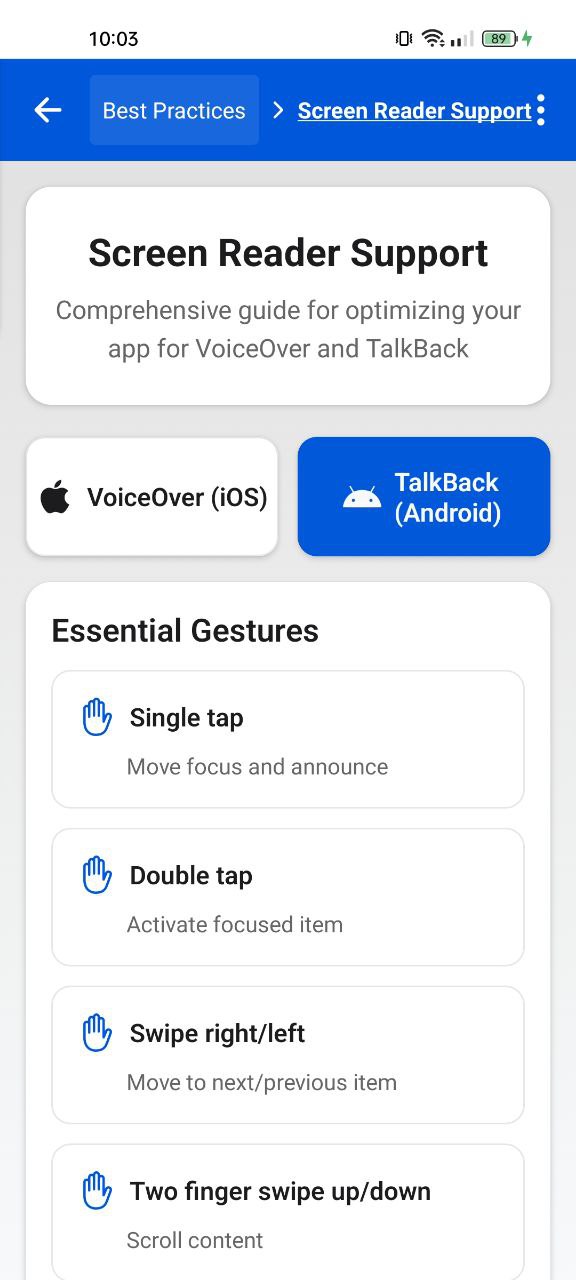 10:03
89
Best Practices
Screen Reader Support
Screen Reader Support
Comprehensive guide for optimizing your
app for VoiceOver and TalkBack
VoiceOver (iOS)
TalkBack
(Android)
Essential Gestures
Single tap
Move focus and announce
Double tap
Activate focused item
Swipe right/left
Move to next/previous item
Two finger swipe up/down
Scroll content